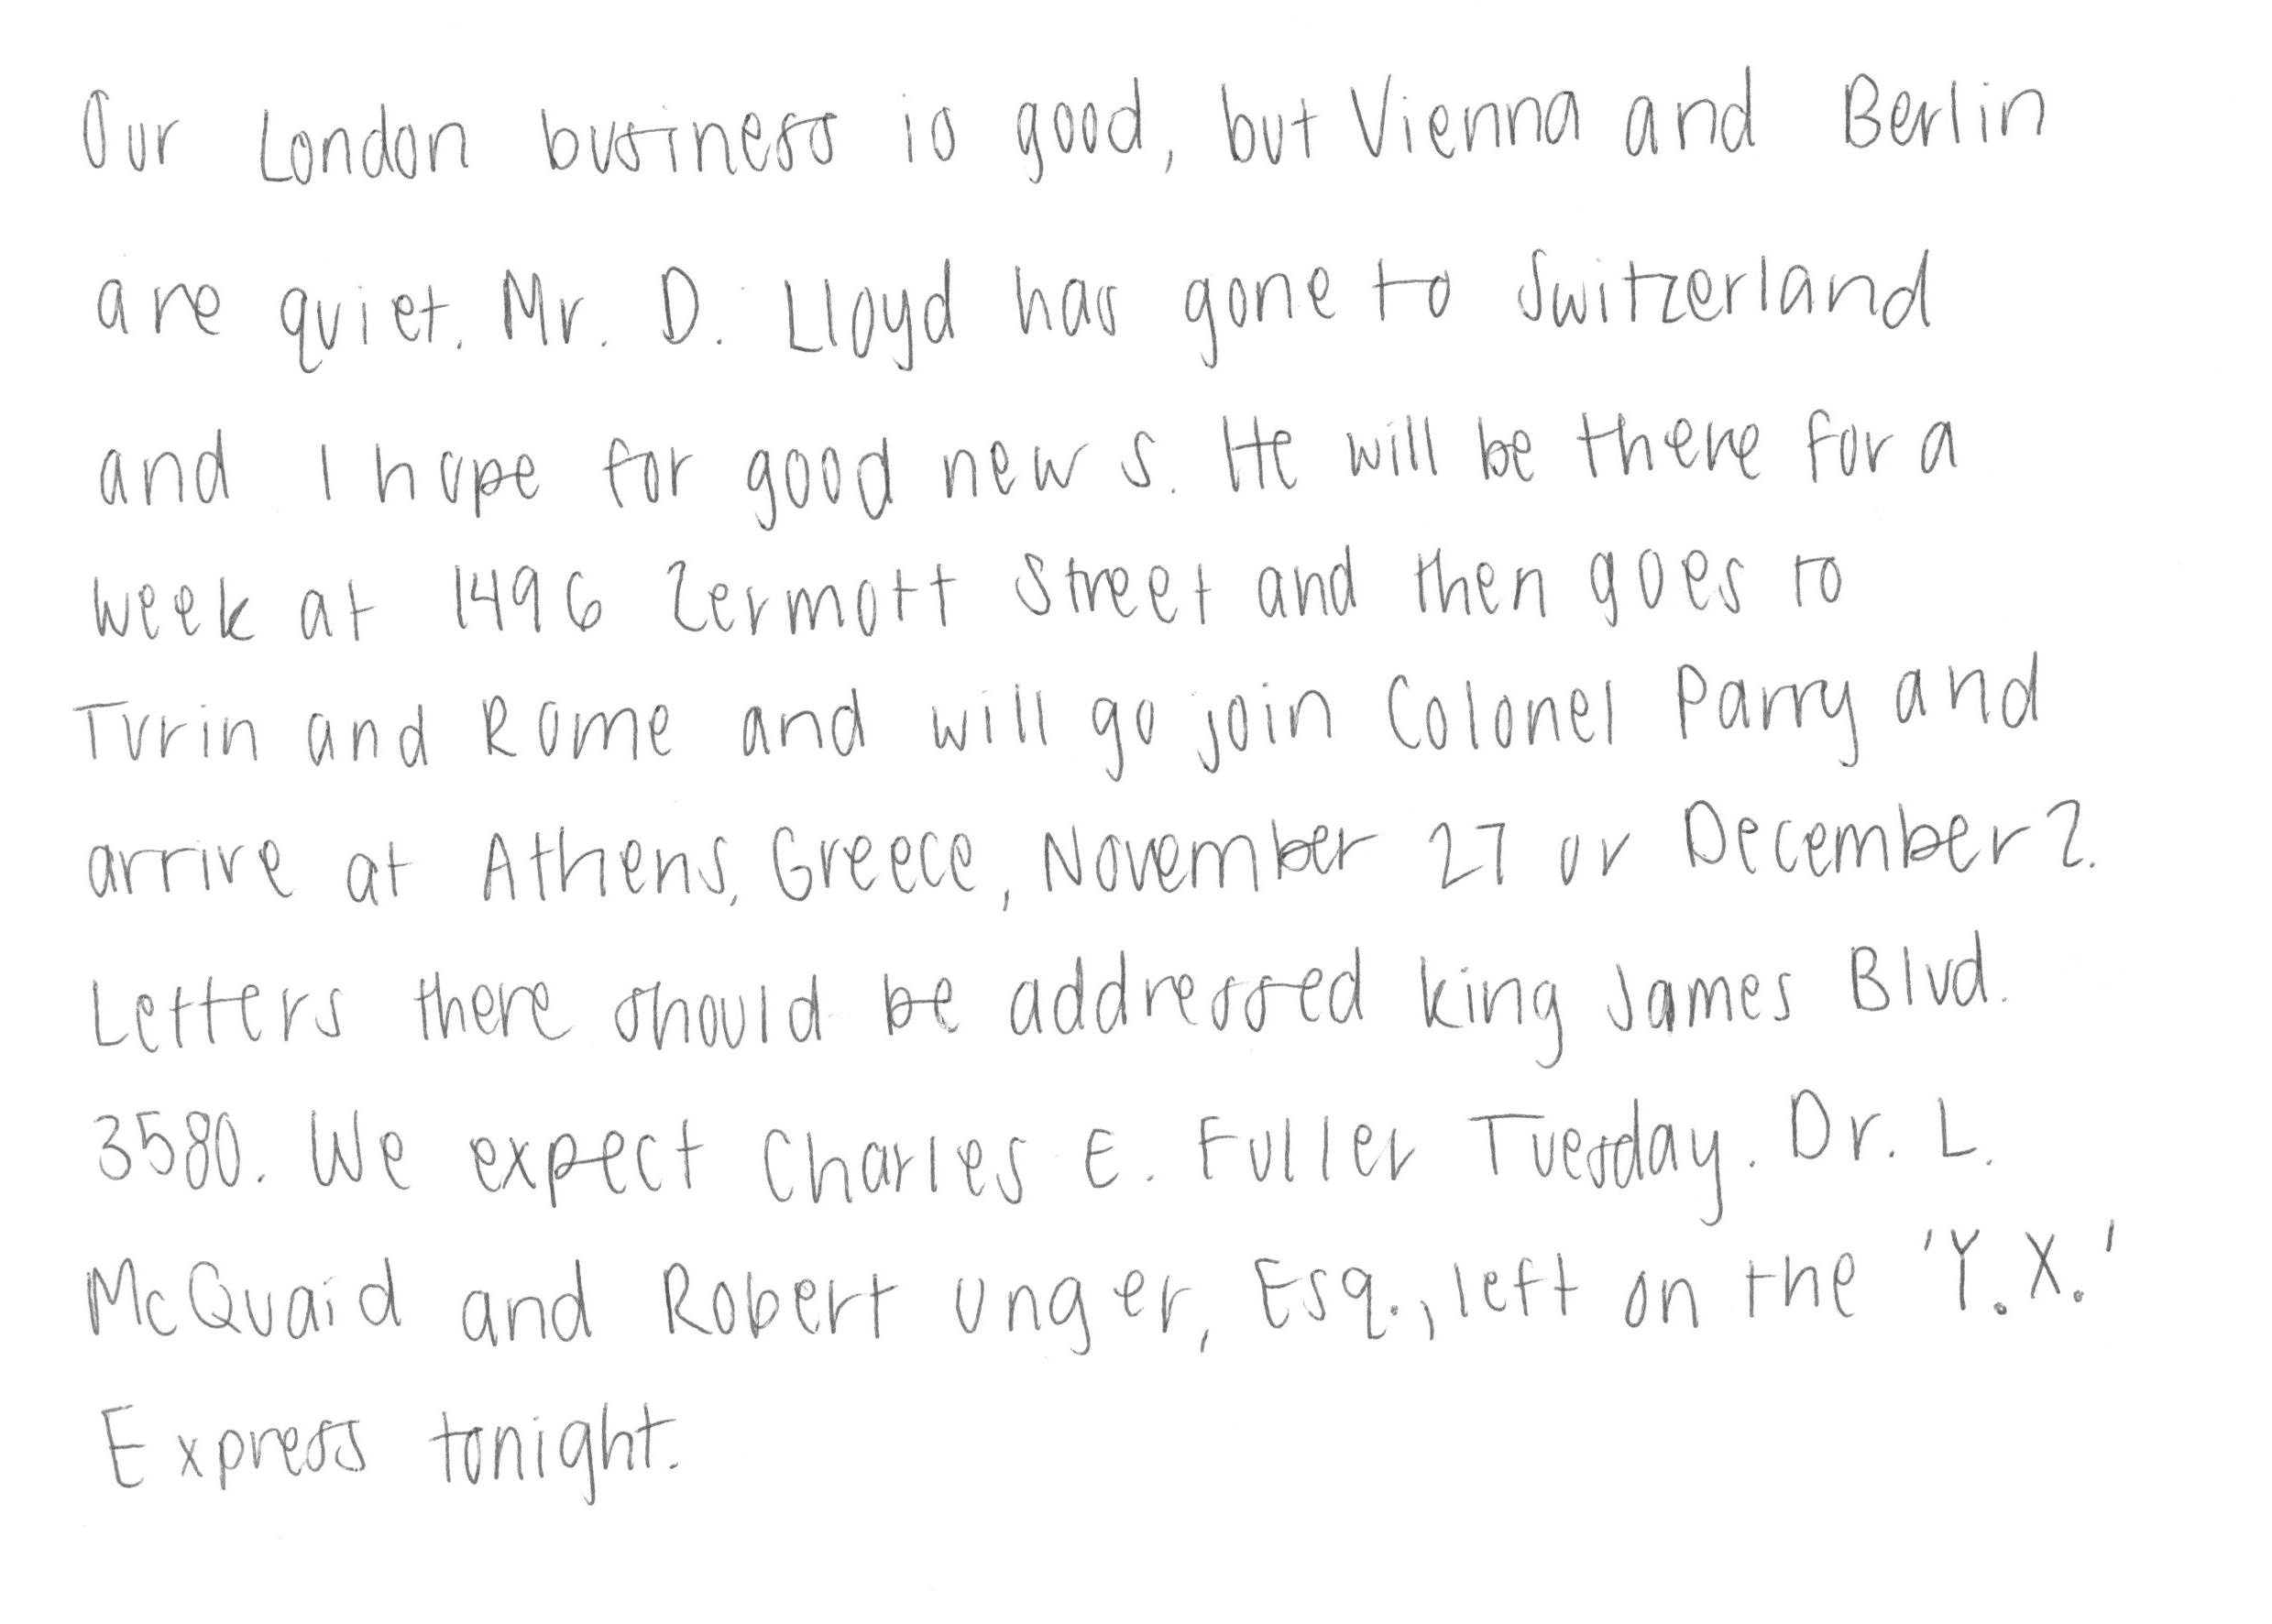 Our London business is good, but Vienna and Berlin
are quiet. Mr. D. Lloyd has gone to Switzerland
and I hope for good news. He will be there for a
week at 1496 Zermott Street and then goes to
Turin and Rome and will go join Colonel Parry and
arrive at Athens, Greece, November 27 or December 2.
Letters there should be addressed King James Blvd.
3580. We expect Charles E. Fuller Tuesday. Dr. L.
McQuaid and Robert Unger, Esq., left on the 'Y.X.'
Express tonight.